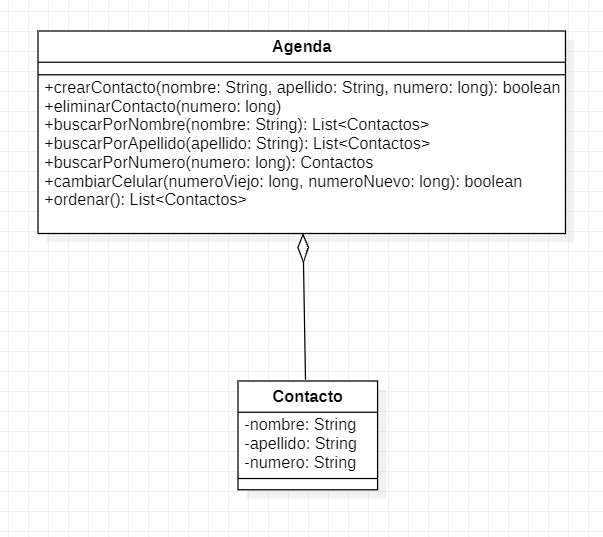 Agenda
+crearContacto(nombre: String, apellido: String, numero: long): boolean
+eliminarContacto(numero: long)
+buscarPorNombre(nombre: String): List<Contactos>
+buscarPorApellido(apellido: String): List<Contactos>
+buscarPorNumero(numero: long): Contactos
+cambiarCelular(numeroViejo: long, numeroNuevo: long): boolean
+ordenar(): List<Contactos>
Contacto
-nombre: String
-apellido: String
-numero: String